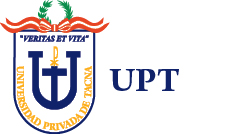 "VERITAS ET VITA"
UNIVERSIDAD PRIVADA DE TACNA
UPT